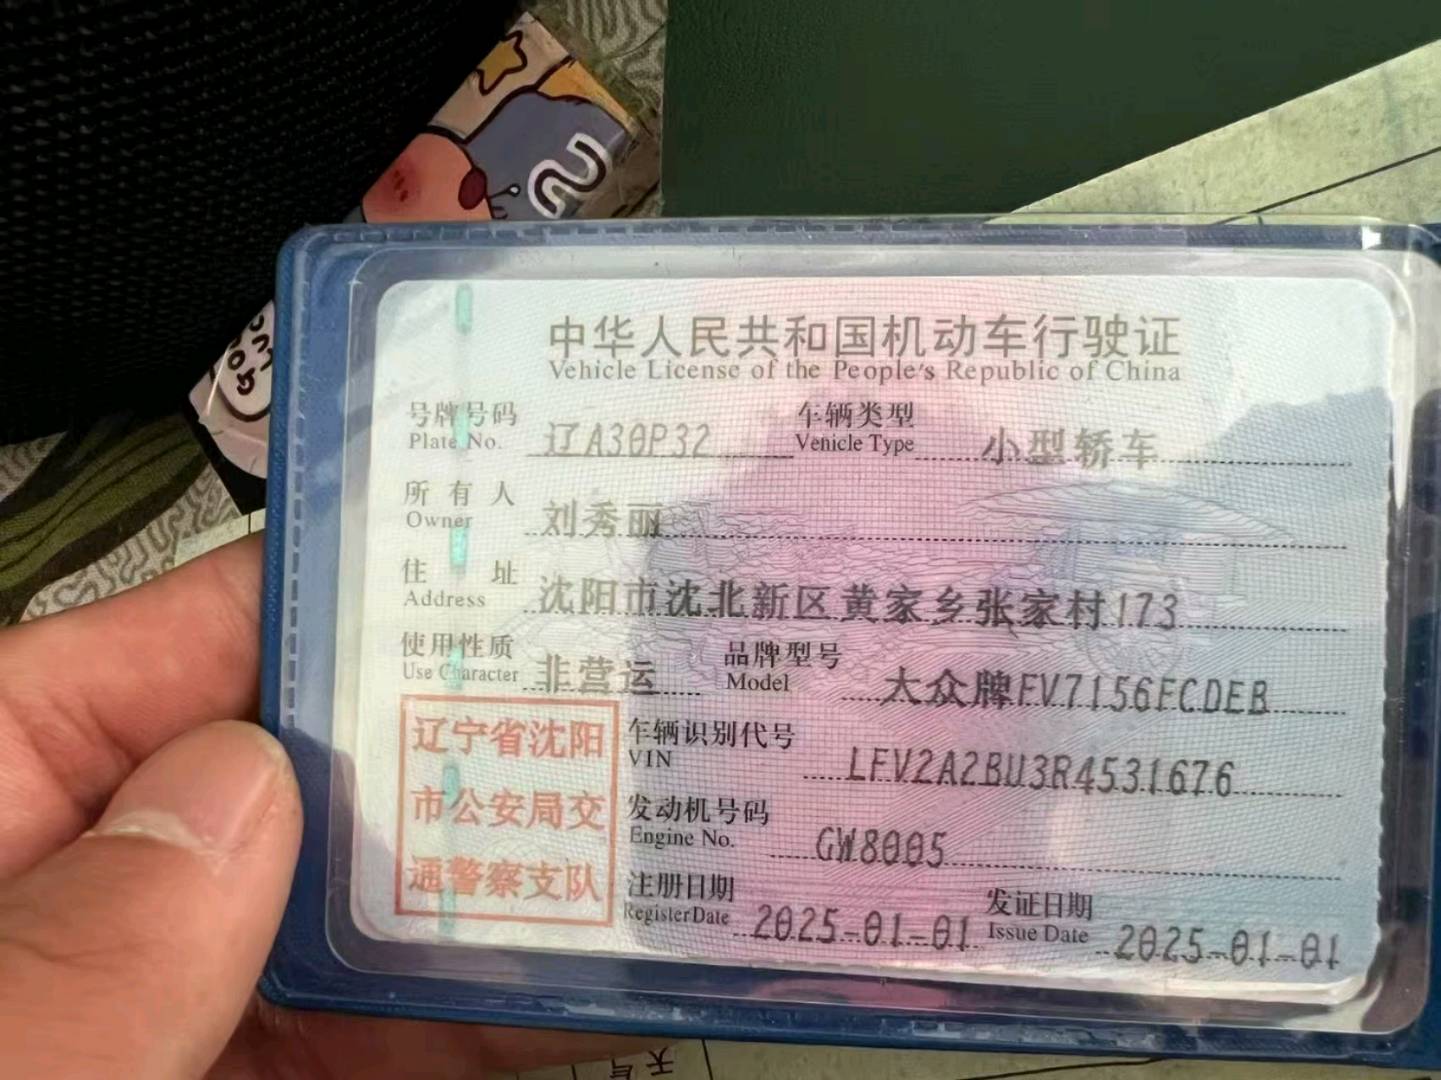 中华人民共和国机动车行驶证
Vehicle License of the People's Republic of China
号牌号码 辽A30P32 车辆类型 小型轿车
Plate No. Vehicle Type
所有人 刘秀丽
Owner
住址 沈阳市沈北新区黄家乡张家村173
Address
使用性质 非营运 品牌型号 大众牌FV7156FCDEB
Use Character Model
辽宁省沈阳
市公安局交
通警察支队
车辆识别代号 LFV2A2BU3R4531676
VIN
发动机号码 GW8005
Engine No.
注册日期 2025-01-01 发证日期 2025-01-01
Register Date Issue Date